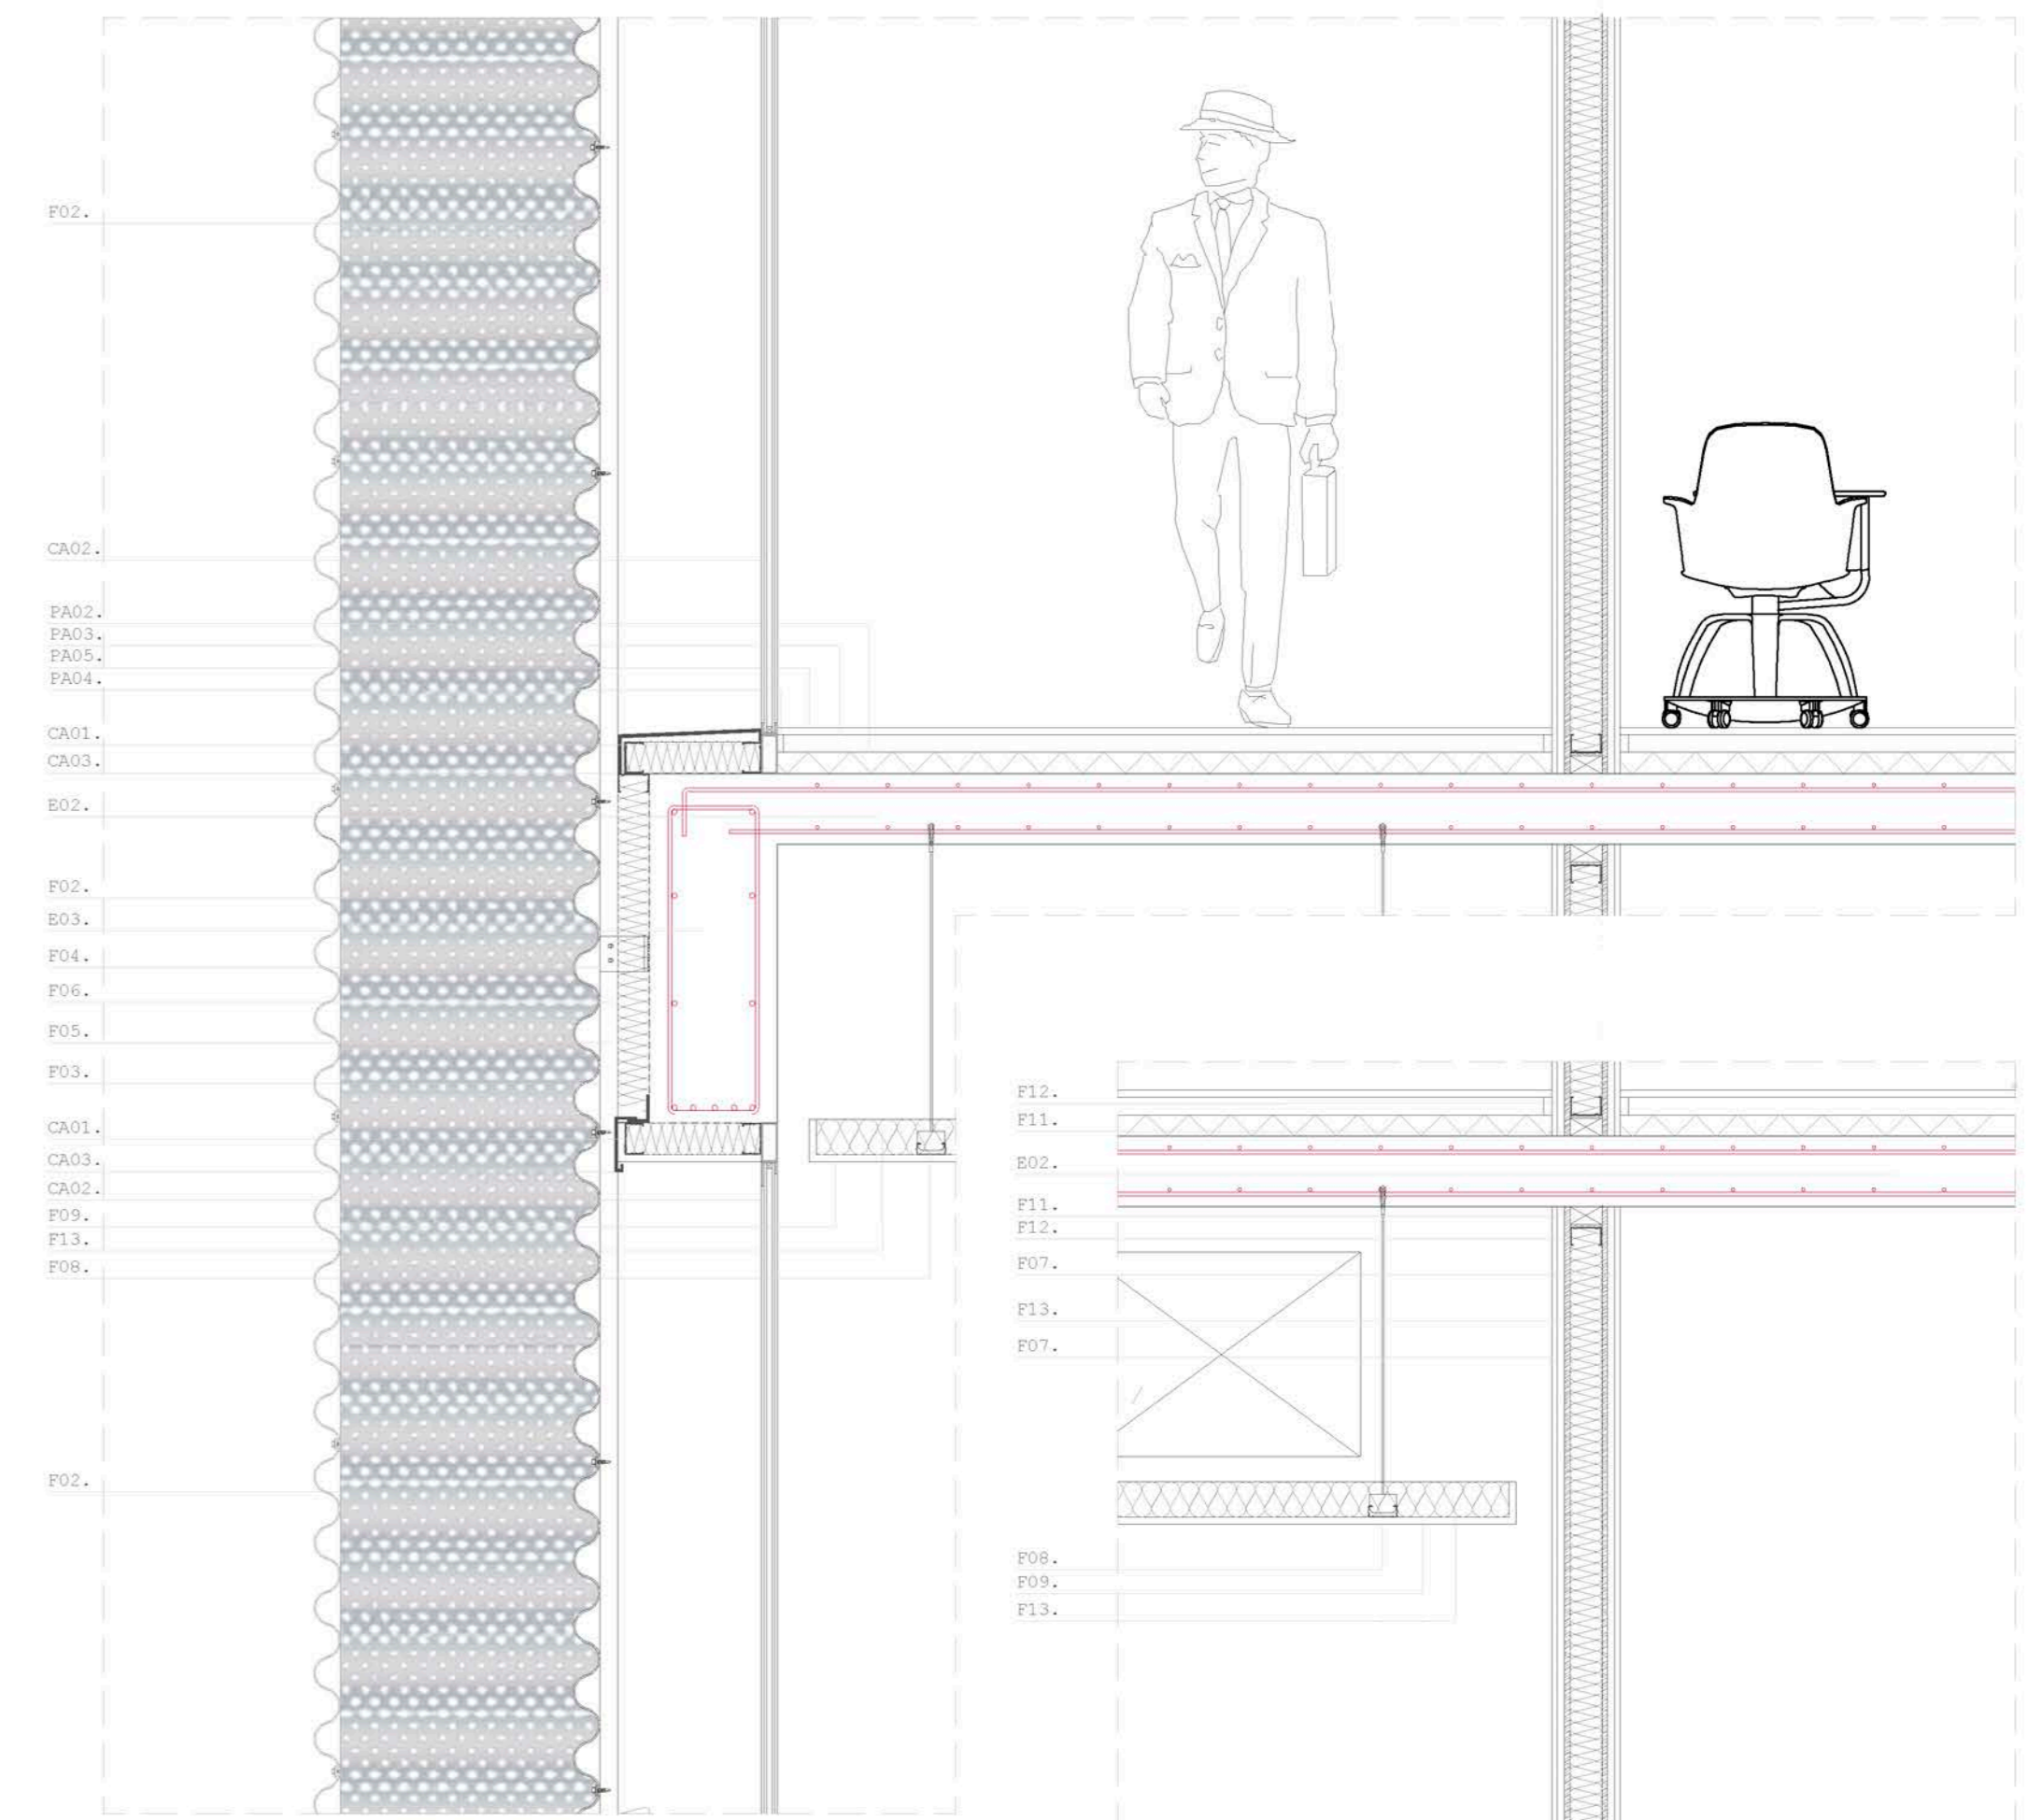 F02.
CA02.
PA02.
PA03.
PA05.
PA04.
CA01.
CA03.
E02.
F02.
E03.
F04.
F06.
F05.
F03.
CA01.
CA03.
CA02.
F09.
F13.
F08.
F02.
F12.
F11.
E02.
F11.
F12.
F07.
F13.
F07.
F08.
F09.
F13.